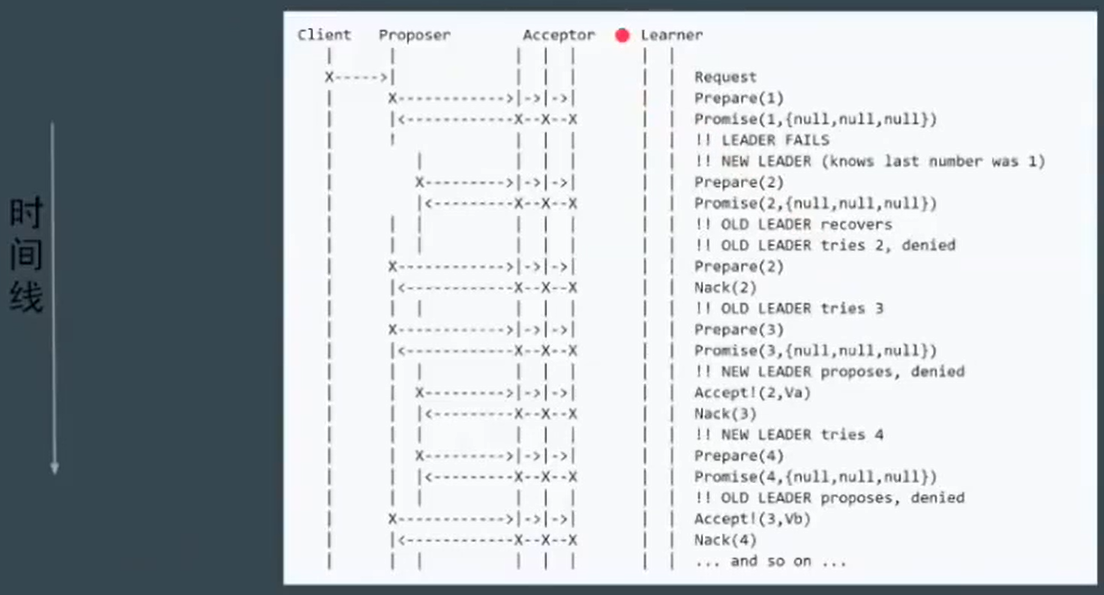 时间线
Client Proposer Acceptor Learner
X----->| Request
X------------>|->|->| Prepare(1)
|<------------X--X--X Promise(1,{null,null,null})
!! LEADER FAILS
!! NEW LEADER (knows last number was 1)
X--------->|->|->| Prepare(2)
|<---------X--X--X Promise(2,{null,null,null})
!! OLD LEADER recovers
!! OLD LEADER tries 2, denied
X------------>|->|->| Prepare(2)
|<------------X--X--X Nack(2)
!! OLD LEADER tries 3
X------------>|->|->| Prepare(3)
|<------------X--X--X Promise(3,{null,null,null})
!! NEW LEADER proposes, denied
X--------->|->|->| Accept!(2,Va)
|<---------X--X--X Nack(3)
!! NEW LEADER tries 4
X--------->|->|->| Prepare(4)
|<---------X--X--X Promise(4,{null,null,null})
!! OLD LEADER proposes, denied
X------------>|->|->| Accept!(3,Vb)
|<------------X--X--X Nack(4)
... and so on ...